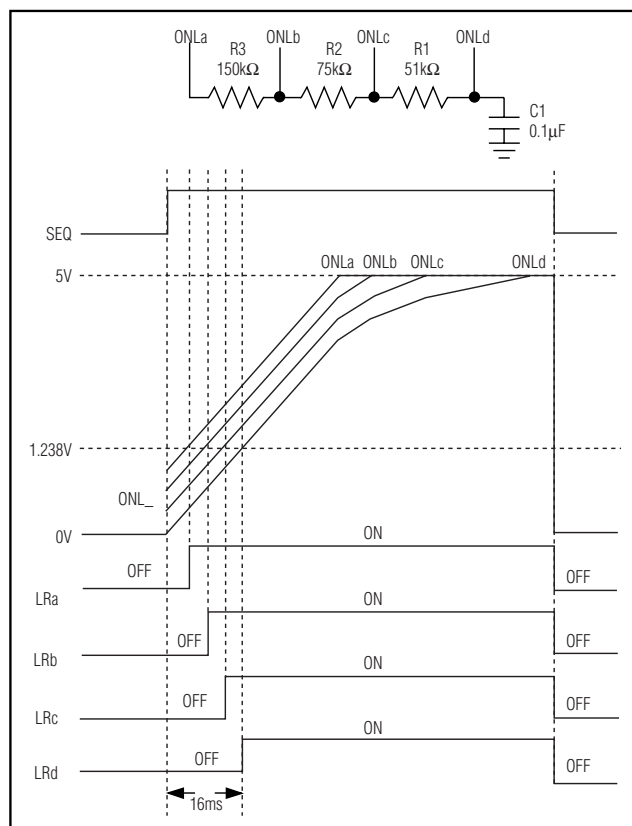 ONLa ONLb ONLc ONLd
R3 R2 R1
150kΩ 75kΩ 51kΩ
C1
0.1µF
SEQ
ONLa ONLb ONLc ONLd
5V
1.238V
ONL_
0V
ON
OFF OFF
LRa
ON
OFF OFF
LRb
ON
OFF OFF
LRc
ON
OFF OFF
LRd
16ms